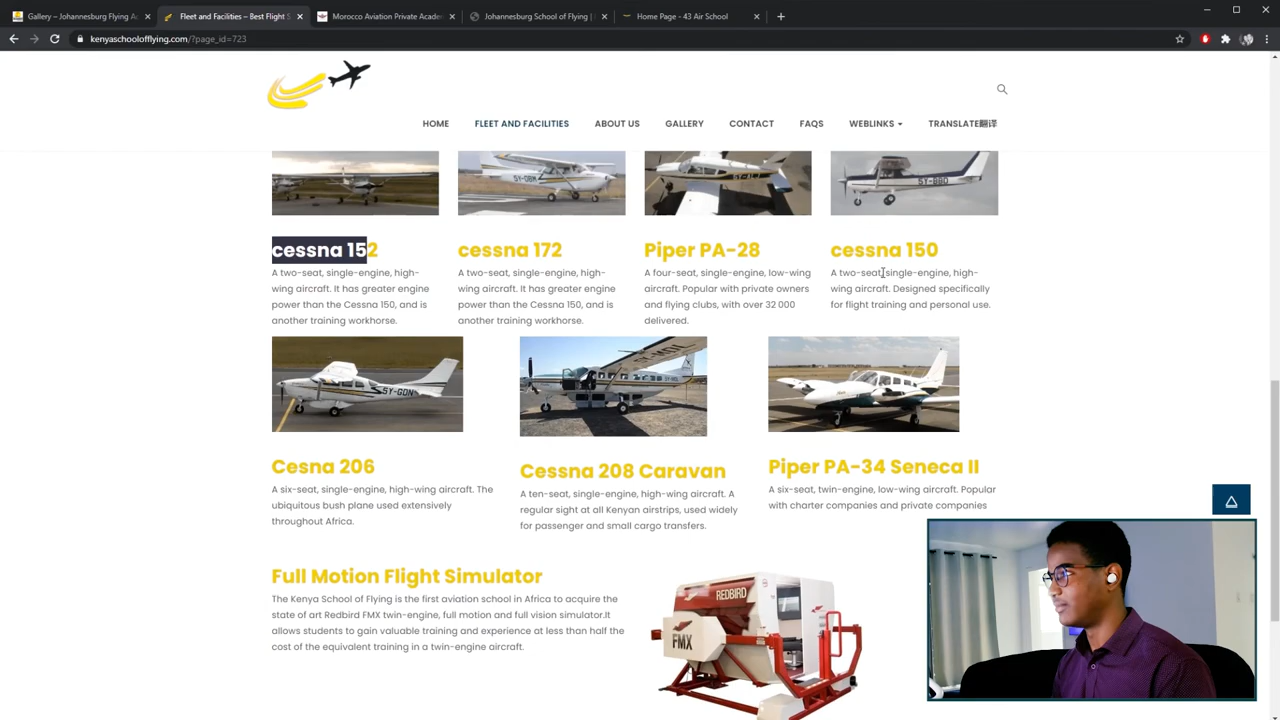 Gallery – Johannesburg Flying Ac
Fleet and Facilities – Best Flight S
Morocco Aviation Private Academ
Johannesburg School of Flying |
Home Page - 43 Air School
kenyaschoolofflying.com/?page_id=723
HOME
FLEET AND FACILITIES
ABOUT US
GALLERY
CONTACT
FAQS
WEBLINKS
TRANSLATE翻译
cessna 152
A two-seat, single-engine, high-
wing aircraft. It has greater engine
power than the Cessna 150, and is
another training workhorse.
5Y-OBM
cessna 172
A two-seat, single-engine, high-
wing aircraft. It has greater engine
power than the Cessna 150, and is
another training workhorse.
Piper PA-28
A four-seat, single-engine, low-wing
aircraft. Popular with private owners
and flying clubs, with over 32 000
delivered.
5Y-BBD
cessna 150
A two-seat, single-engine, high-
wing aircraft. Designed specifically
for flight training and personal use.
5Y-GDN
Cesna 206
A six-seat, single-engine, high-wing aircraft. The
ubiquitous bush plane used extensively
throughout Africa.
Cessna 208 Caravan
A ten-seat, single-engine, high-wing aircraft. A
regular sight at all Kenyan airstrips, used widely
for passenger and small cargo transfers.
Piper PA-34 Seneca II
A six-seat, twin-engine, low-wing aircraft. Popular
with charter companies and private companies
Full Motion Flight Simulator
The Kenya School of Flying is the first aviation school in Africa to acquire the
state of art Redbird FMX twin-engine, full motion and full vision simulator.It
allows students to gain valuable training and experience at less than half the
cost of the equivalent training in a twin-engine aircraft.
REDBIRD
FMX